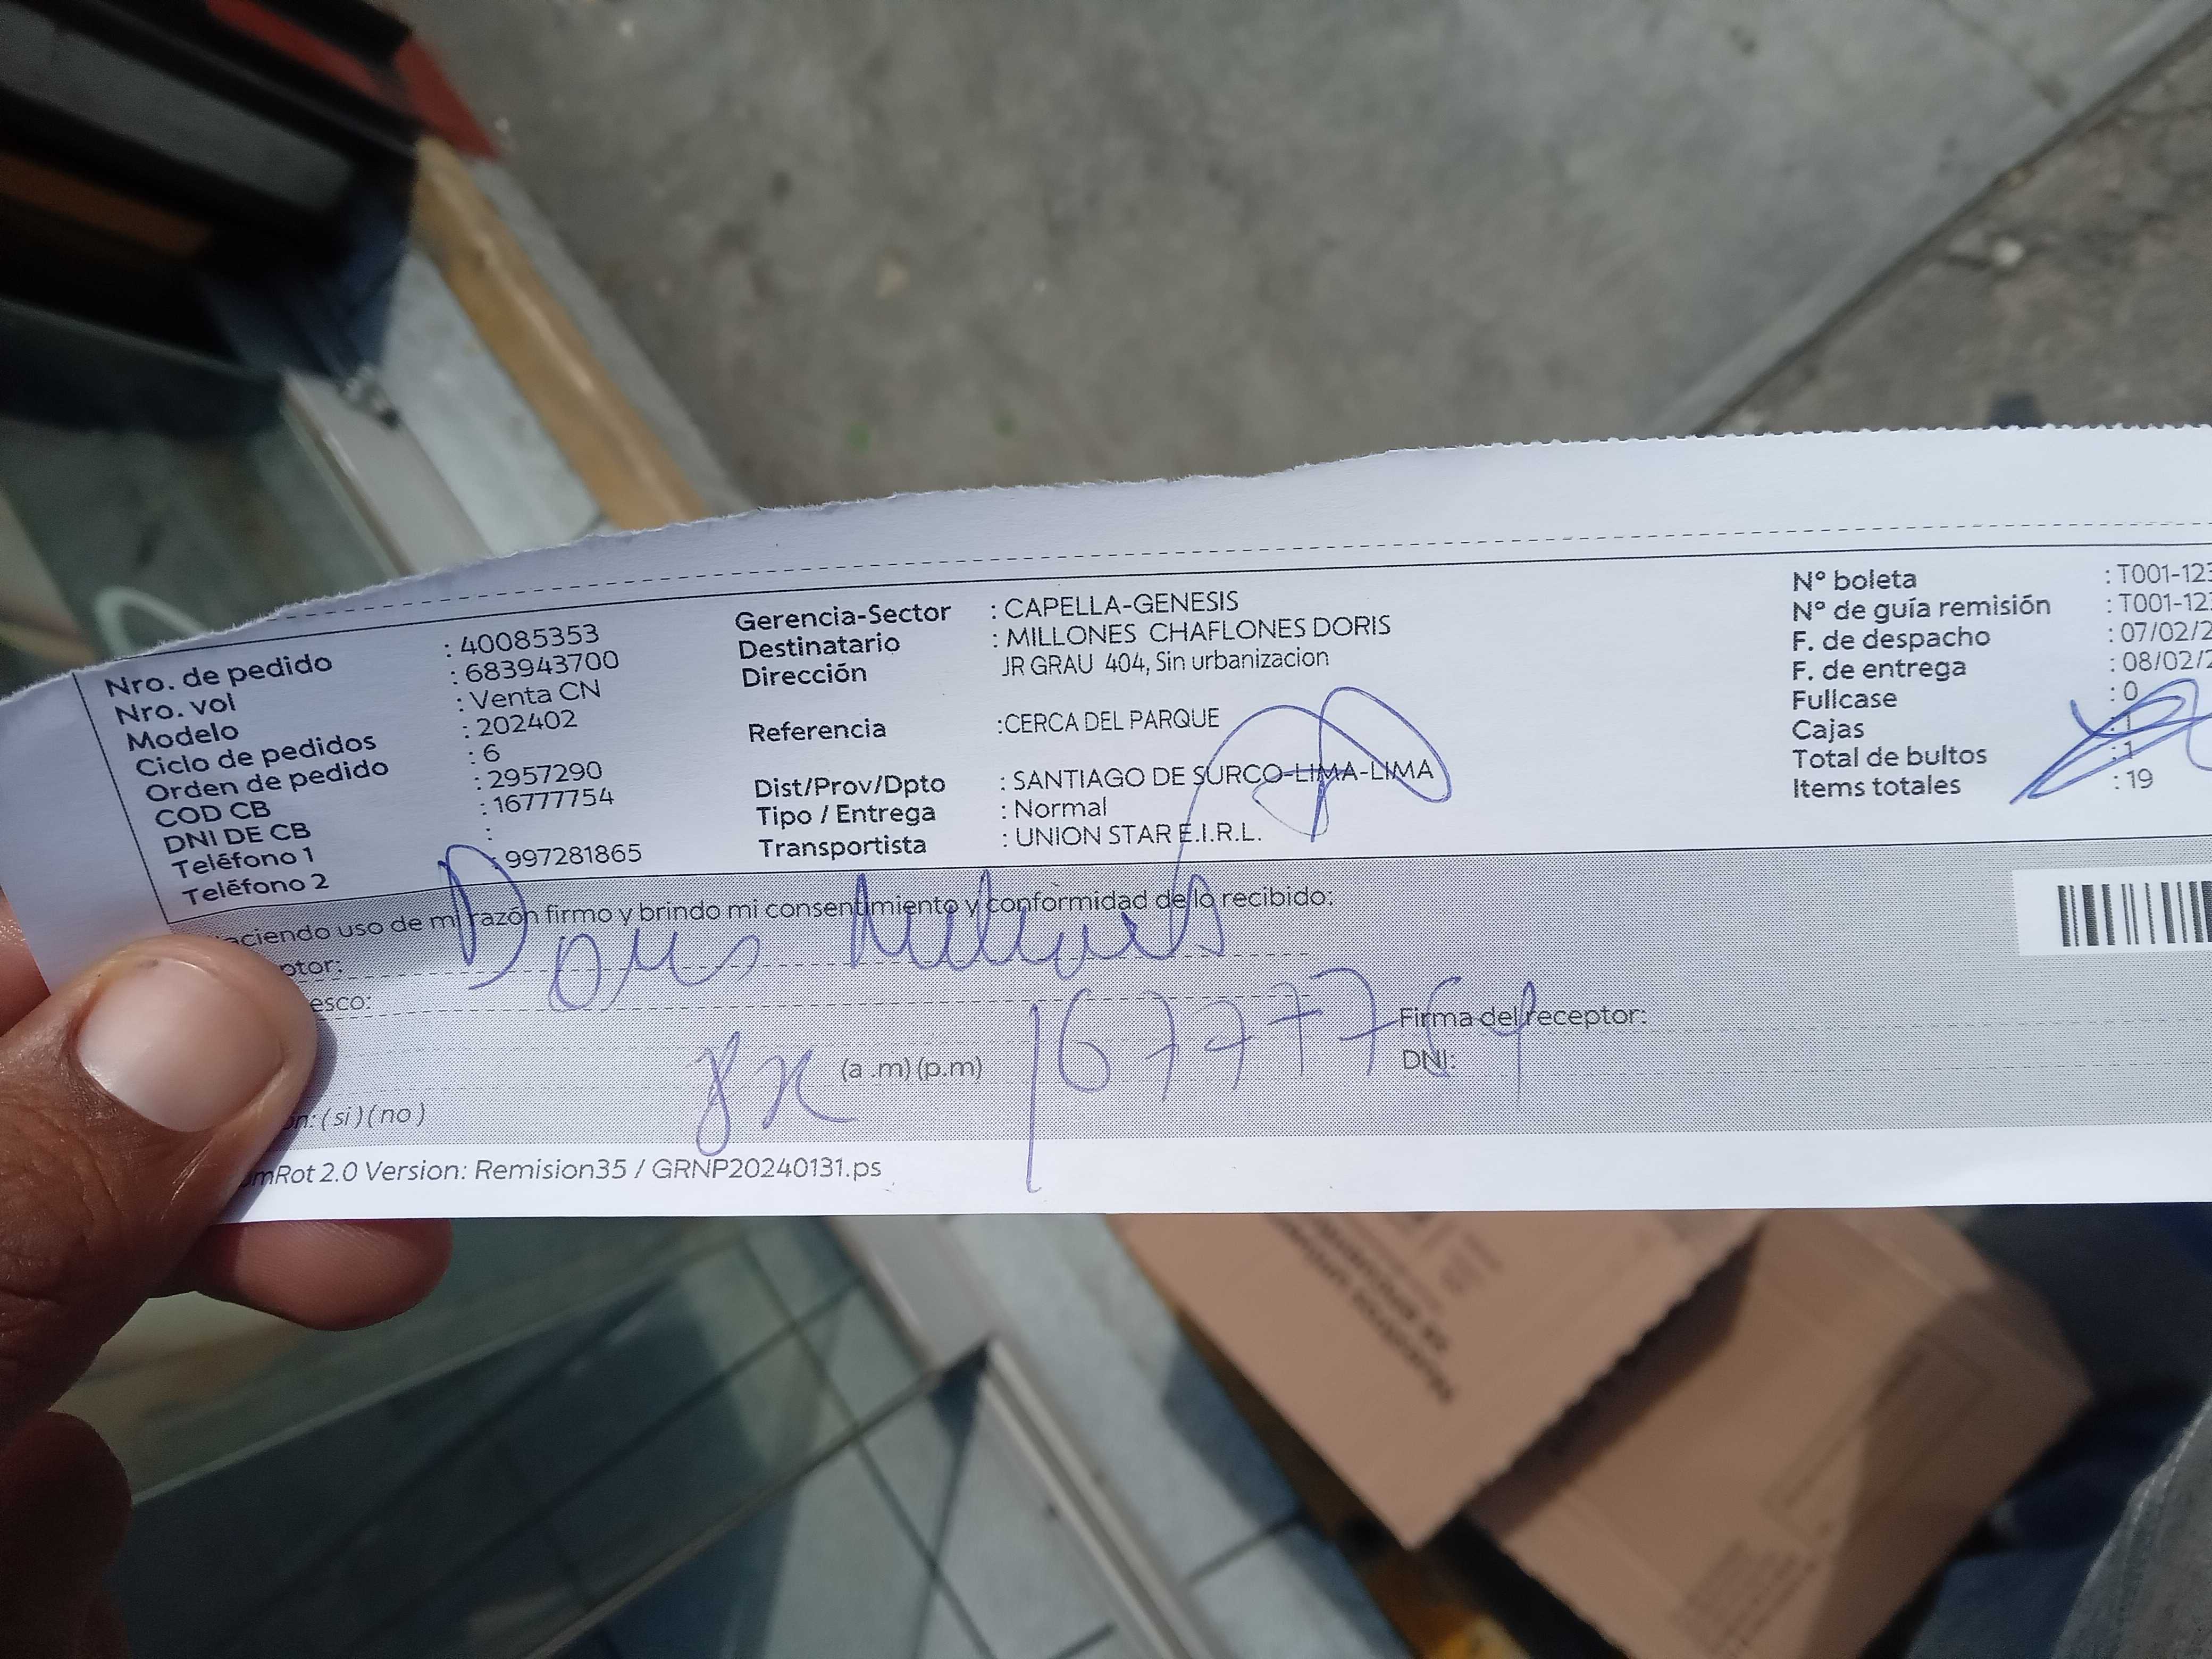 Nro. de pedido : 40085353
Nro. vol : 683943700
Modelo : Venta CN
Ciclo de pedidos : 202402
Orden de pedido : 6
COD CB : 2957290
DNI DE CB : 16777754
Teléfono 1 :
Teléfono 2 : 997281865
Gerencia-Sector : CAPELLA-GENESIS
Destinatario : MILLONES CHAFLONES DORIS
Dirección JR GRAU 404, Sin urbanizacion
Referencia :CERCA DEL PARQUE
Dist/Prov/Dpto : SANTIAGO DE SURCO-LIMA-LIMA
Tipo / Entrega : Normal
Transportista : UNION STAR E.I.R.L.
N° boleta : T001-123
N° de guía remisión : T001-12
F. de despacho : 07/02/2
F. de entrega : 08/02/2
Fullcase : 0
Cajas : 1
Total de bultos : 1
Items totales : 19
aciendo uso de mi razón firmo y brindo mi consentimiento y conformidad de lo recibido:
ptor: Doris Millones
esco:
(a .m) (p.m) 16777754
Firma del receptor:
DNI:
ón: ( si ) ( no )
mRot 2.0 Version: Remision35 / GRNP20240131.ps